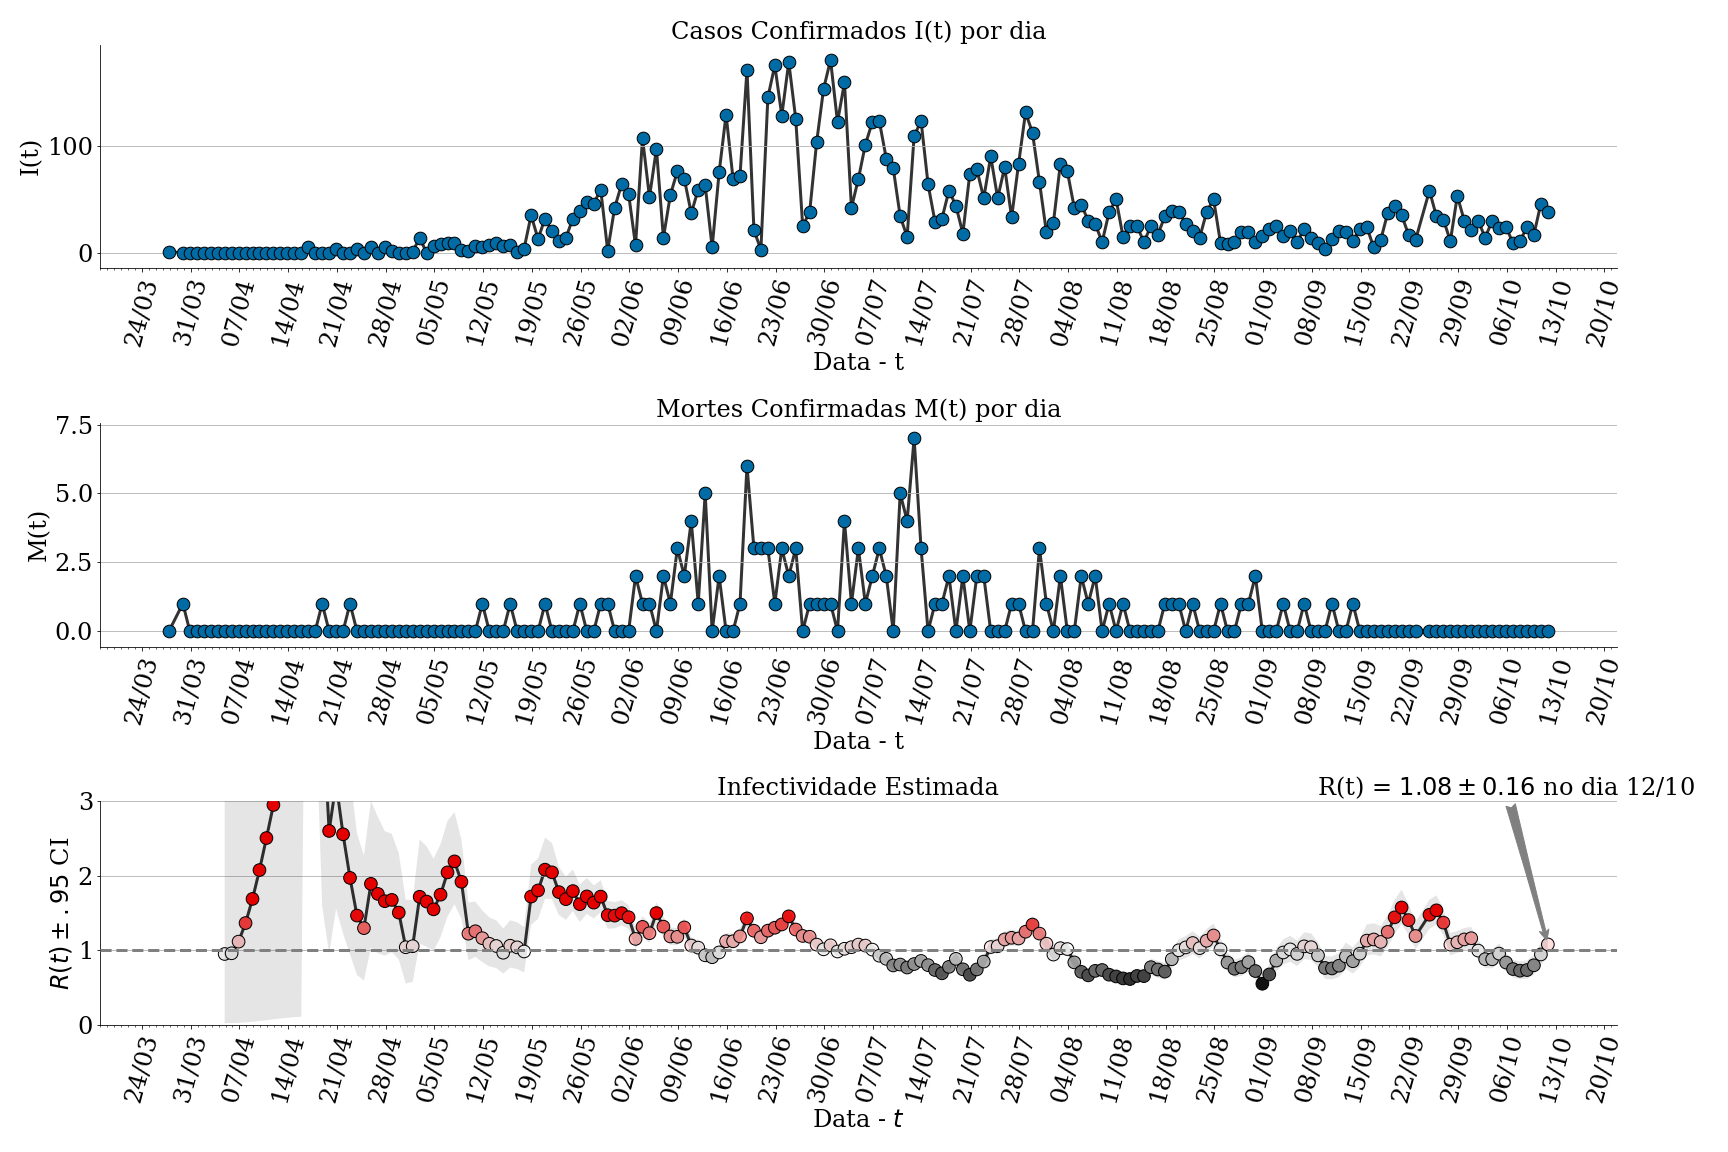 Casos Confirmados I(t) por dia
I(t)
100
0
24/03 31/03 07/04 14/04 21/04 28/04 05/05 12/05 19/05 26/05 02/06 09/06 16/06 23/06 30/06 07/07 14/07 21/07 28/07 04/08 11/08 18/08 25/08 01/09 08/09 15/09 22/09 29/09 06/10 13/10 20/10
Data - t
Mortes Confirmadas M(t) por dia
M(t)
7.5
5.0
2.5
0.0
24/03 31/03 07/04 14/04 21/04 28/04 05/05 12/05 19/05 26/05 02/06 09/06 16/06 23/06 30/06 07/07 14/07 21/07 28/07 04/08 11/08 18/08 25/08 01/09 08/09 15/09 22/09 29/09 06/10 13/10 20/10
Data - t
Infectividade Estimada
R(t) = 1.08 ± 0.16 no dia 12/10
R(t) ± .95 CI
3
2
1
0
24/03 31/03 07/04 14/04 21/04 28/04 05/05 12/05 19/05 26/05 02/06 09/06 16/06 23/06 30/06 07/07 14/07 21/07 28/07 04/08 11/08 18/08 25/08 01/09 08/09 15/09 22/09 29/09 06/10 13/10 20/10
Data - t